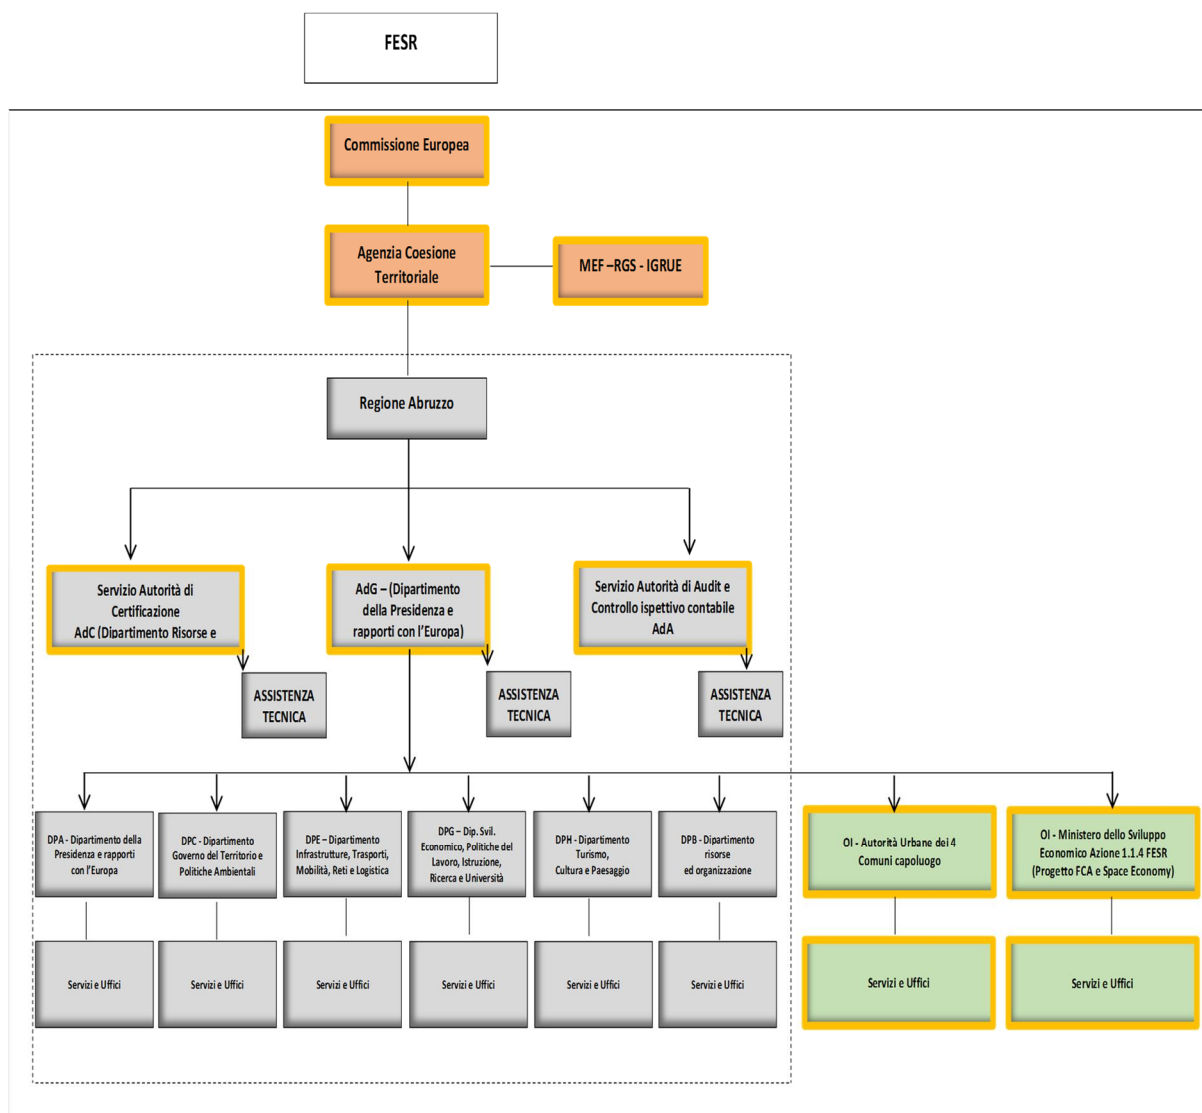 FESR
Commissione Europea
Agenzia Coesione
Territoriale
MEF –RGS - IGRUE
Regione Abruzzo
Servizio Autorità di
Certificazione
AdC (Dipartimento Risorse e
AdG – (Dipartimento
della Presidenza e
rapporti con l’Europa)
Servizio Autorità di Audit e
Controllo ispettivo contabile
AdA
ASSISTENZA
TECNICA
ASSISTENZA
TECNICA
ASSISTENZA
TECNICA
DPA - Dipartimento della
Presidenza e rapporti
con l’Europa
DPC - Dipartimento
Governo del Territorio e
Politiche Ambientali
DPE – Dipartimento
Infrastrutture, Trasporti,
Mobilità, Reti e Logistica
DPG – Dip. Svil.
Economico, Politiche del
Lavoro, Istruzione,
Ricerca e Università
DPH - Dipartimento
Turismo,
Cultura e Paesaggio
DPB - Dipartimento
risorse
ed organizzazione
OI - Autorità Urbane dei 4
Comuni capoluogo
OI - Ministero dello Sviluppo
Economico Azione 1.1.4 FESR
(Progetto FCA e Space Economy)
Servizi e Uffici
Servizi e Uffici
Servizi e Uffici
Servizi e Uffici
Servizi e Uffici
Servizi e Uffici
Servizi e Uffici
Servizi e Uffici